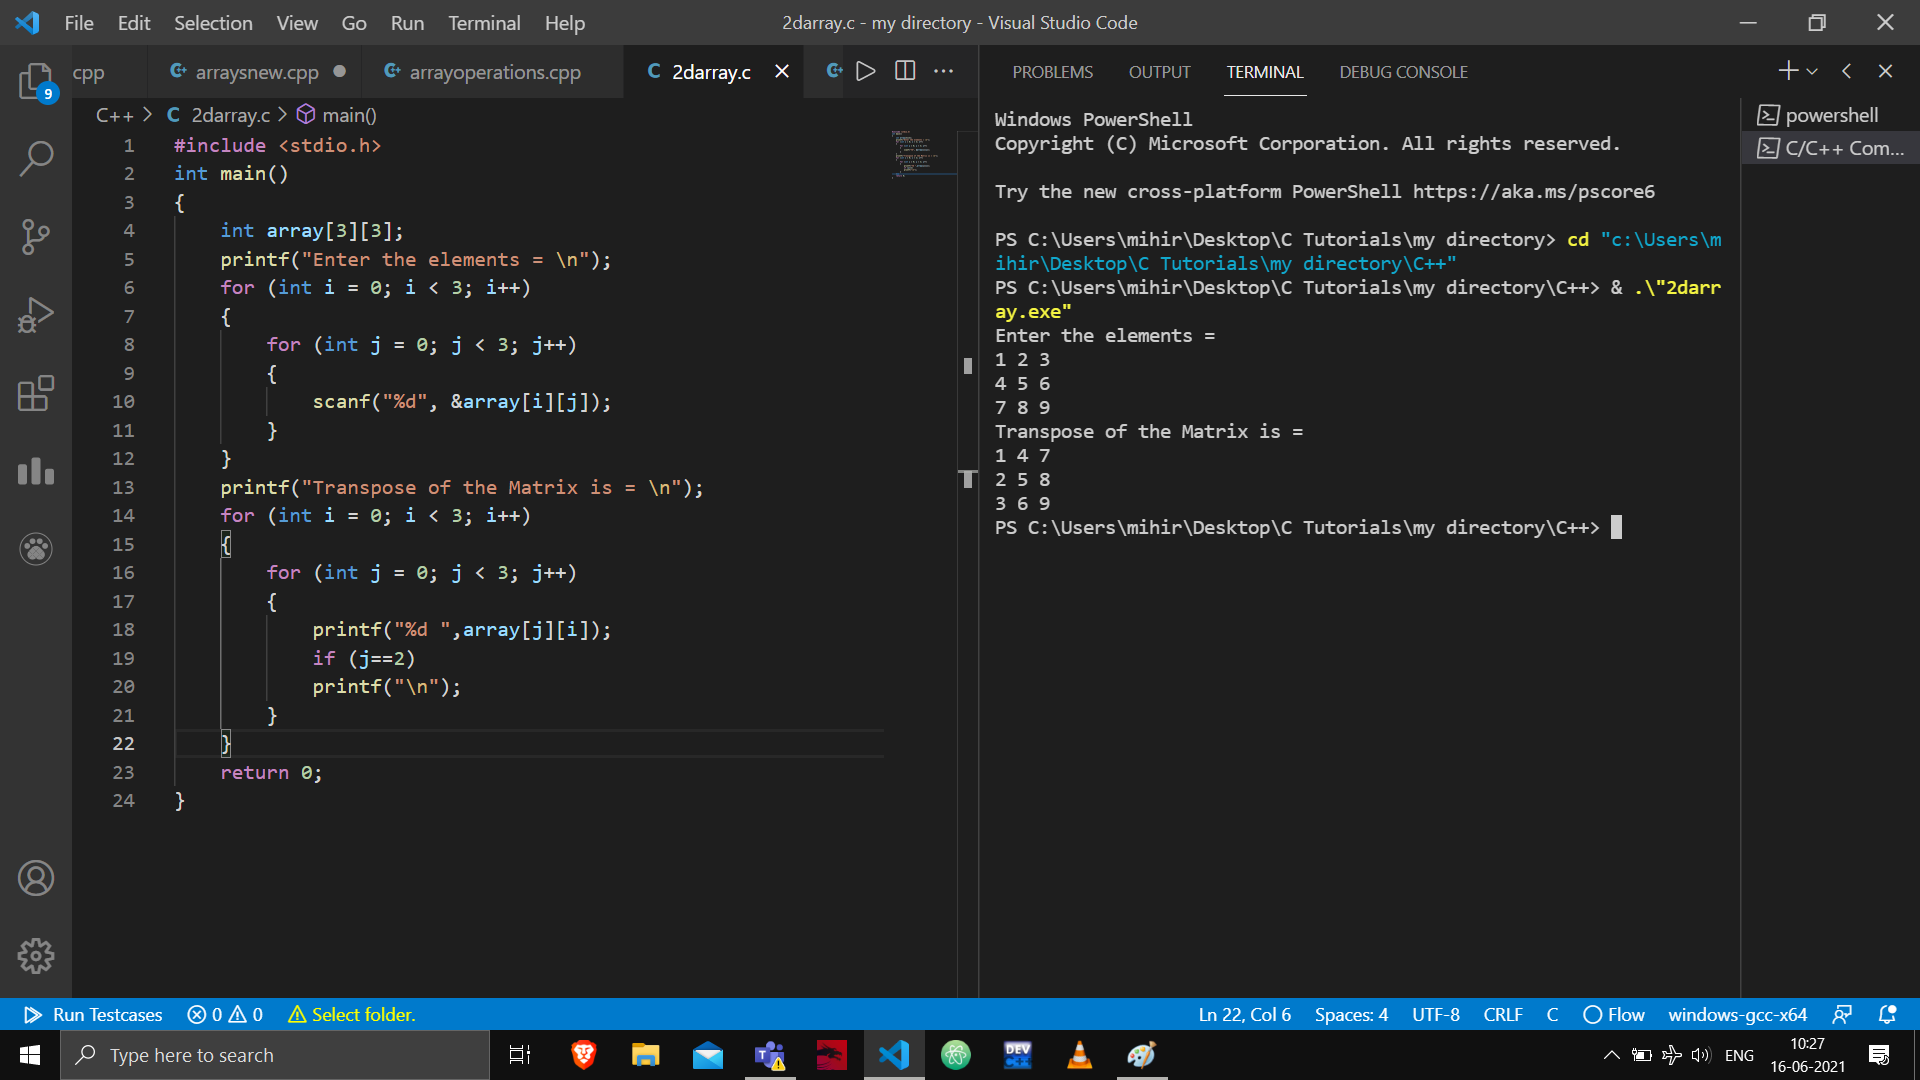 File Edit Selection View Go Run Terminal Help
2darray.c - my directory - Visual Studio Code
cpp
arraysnew.cpp
arrayoperations.cpp
C 2darray.c
C++ > C 2darray.c > main()
1 #include <stdio.h>
2 int main()
3 {
4     int array[3][3];
5     printf("Enter the elements = \n");
6     for (int i = 0; i < 3; i++)
7     {
8         for (int j = 0; j < 3; j++)
9         {
10             scanf("%d", &array[i][j]);
11         }
12     }
13     printf("Transpose of the Matrix is = \n");
14     for (int i = 0; i < 3; i++)
15     {
16         for (int j = 0; j < 3; j++)
17         {
18             printf("%d ",array[j][i]);
19             if (j==2)
20             printf("\n");
21         }
22     }
23     return 0;
24 }
PROBLEMS OUTPUT TERMINAL DEBUG CONSOLE
Windows PowerShell
Copyright (C) Microsoft Corporation. All rights reserved.
Try the new cross-platform PowerShell https://aka.ms/pscore6
PS C:\Users\mihir\Desktop\C Tutorials\my directory> cd "c:\Users\m
ihir\Desktop\C Tutorials\my directory\C++"
PS C:\Users\mihir\Desktop\C Tutorials\my directory\C++> & .\"2darr
ay.exe"
Enter the elements =
1 2 3
4 5 6
7 8 9
Transpose of the Matrix is =
1 4 7
2 5 8
3 6 9
PS C:\Users\mihir\Desktop\C Tutorials\my directory\C++>
powershell
C/C++ Com...
9
Run Testcases 0 0 Select folder.
Ln 22, Col 6 Spaces: 4 UTF-8 CRLF C Flow windows-gcc-x64
Type here to search
DEV
C++
ENG
10:27
16-06-2021